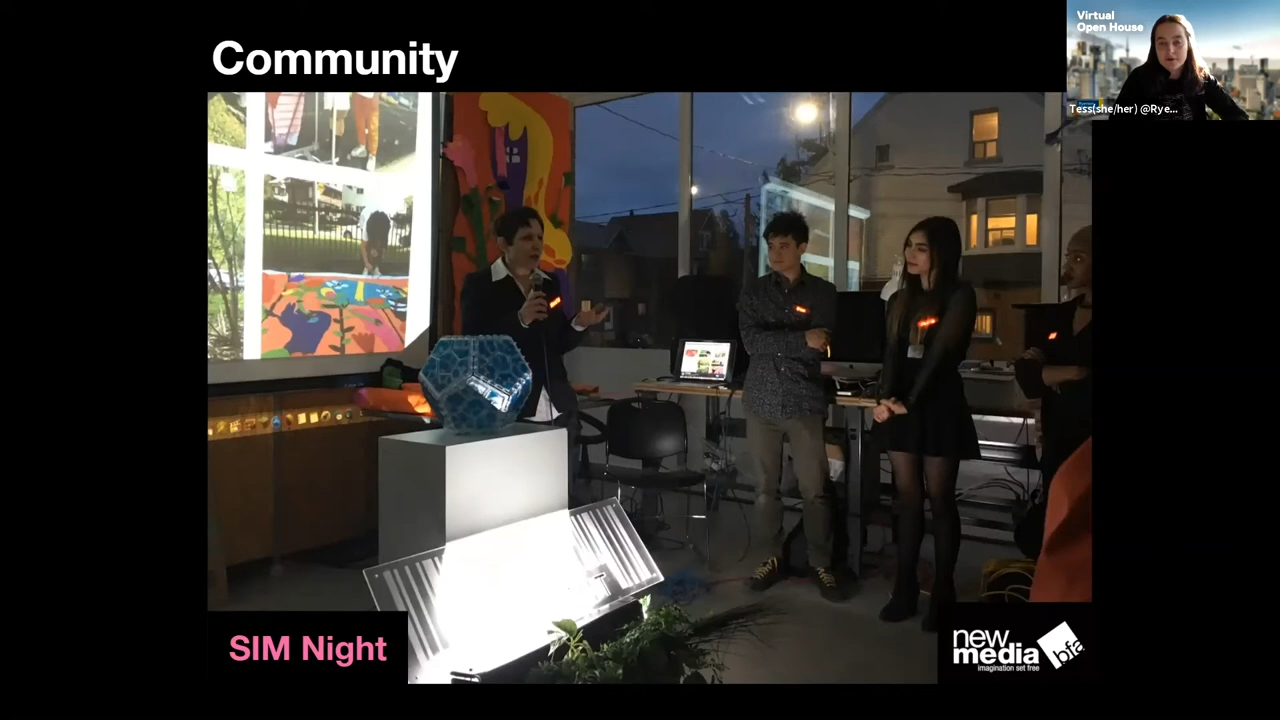 Community
Virtual
Open House
Tess(she/her) @Rye...
SIM Night
new
media
bfa
imagination set free